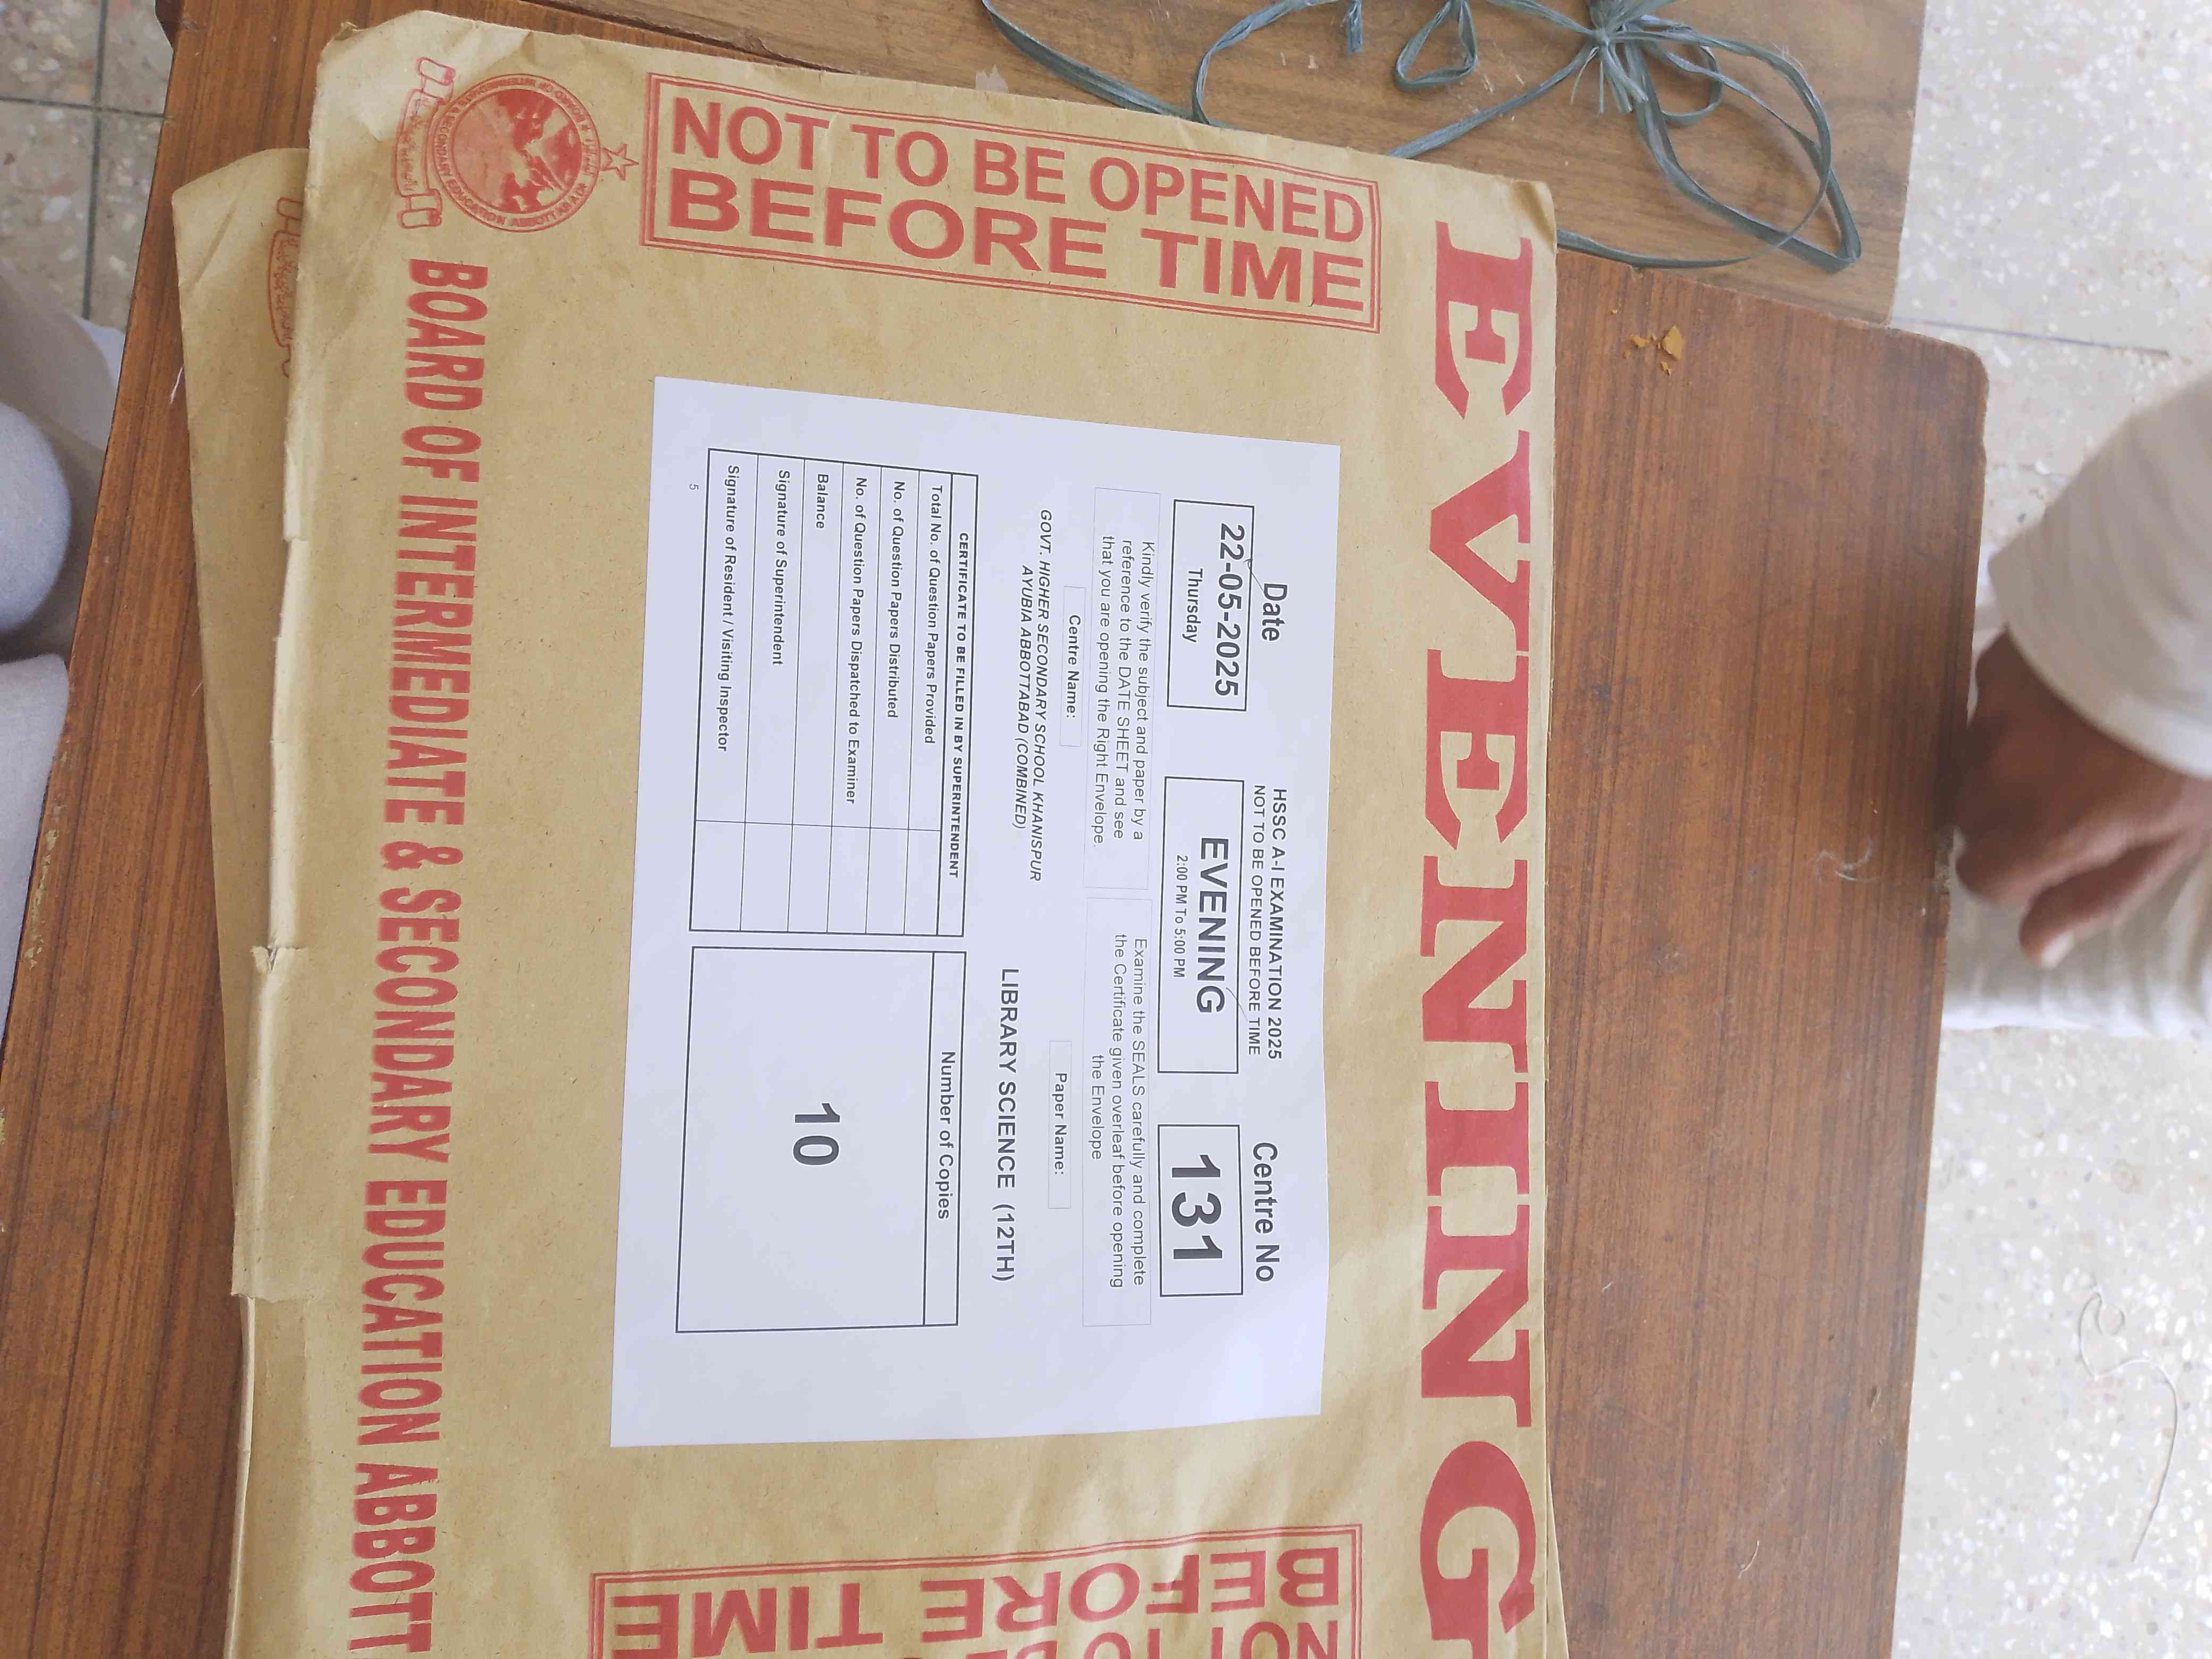 EVENING
NOT TO BE OPENED
BEFORE TIME
HSSC A-I EXAMINATION 2025
NOT TO BE OPENED BEFORE TIME
Date
22-05-2025
Thursday
EVENING
2:00 PM To 5:00 PM
Centre No
131
Kindly verify the subject and paper by a
reference to the DATE SHEET and see
that you are opening the Right Envelope.
Examine the SEALS carefully and complete
the Certificate given overleaf before opening
the Envelope
Centre Name:
GOVT. HIGHER SECONDARY SCHOOL KHANISPUR
AYUBIA ABBOTTABAD (COMBINED)
Paper Name:
LIBRARY SCIENCE (12TH)
CERTIFICATE TO BE FILLED IN BY SUPERINTENDENT
Total No. of Question Papers Provided
No. of Question Papers Distributed
No. of Question Papers Dispatched to Examiner
Balance
Signature of Superintendent
Signature of Resident / Visiting Inspector
Number of Copies
10
5
BOARD OF INTERMEDIATE & SECONDARY EDUCATION ABBOTT
BEFORE TIME